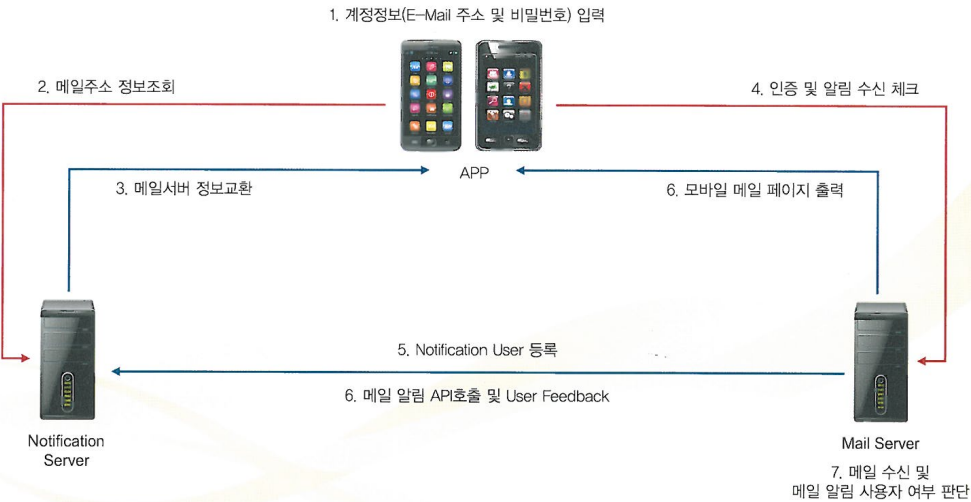 1. 계정정보(E-Mail 주소 및 비밀번호) 입력
2. 메일주소 정보조회
4. 인증 및 알림 수신 체크
APP
3. 메일서버 정보교환
6. 모바일 메일 페이지 출력
5. Notification User 등록
6. 메일 알림 API호출 및 User Feedback
Notification
Server
Mail Server
7. 메일 수신 및
메일 알림 사용자 여부 판단